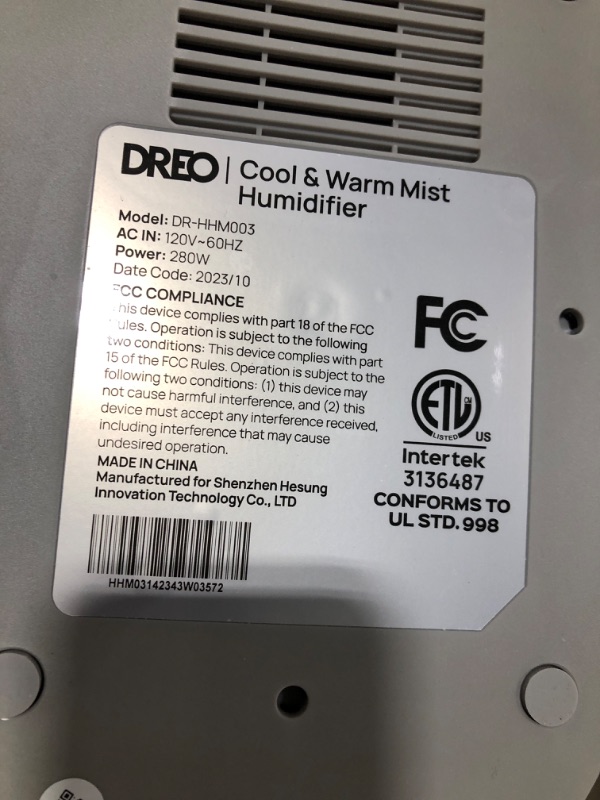 DREO | Cool & Warm Mist
Humidifier
Model: DR-HHM003
AC IN: 120V~60HZ
Power: 280W
Date Code: 2023/10
FCC COMPLIANCE
This device complies with part 18 of the FCC
Rules. Operation is subject to the following
two conditions: This device complies with part
15 of the FCC Rules. Operation is subject to the
following two conditions: (1) this device may
not cause harmful interference, and (2) this
device must accept any interference received,
including interference that may cause
undesired operation.
MADE IN CHINA
Manufactured for Shenzhen Hesung
Innovation Technology Co., LTD
HHM03142343W03572
FC
ETL
CM
LISTED
US
Intertek
3136487
CONFORMS TO
UL STD. 998